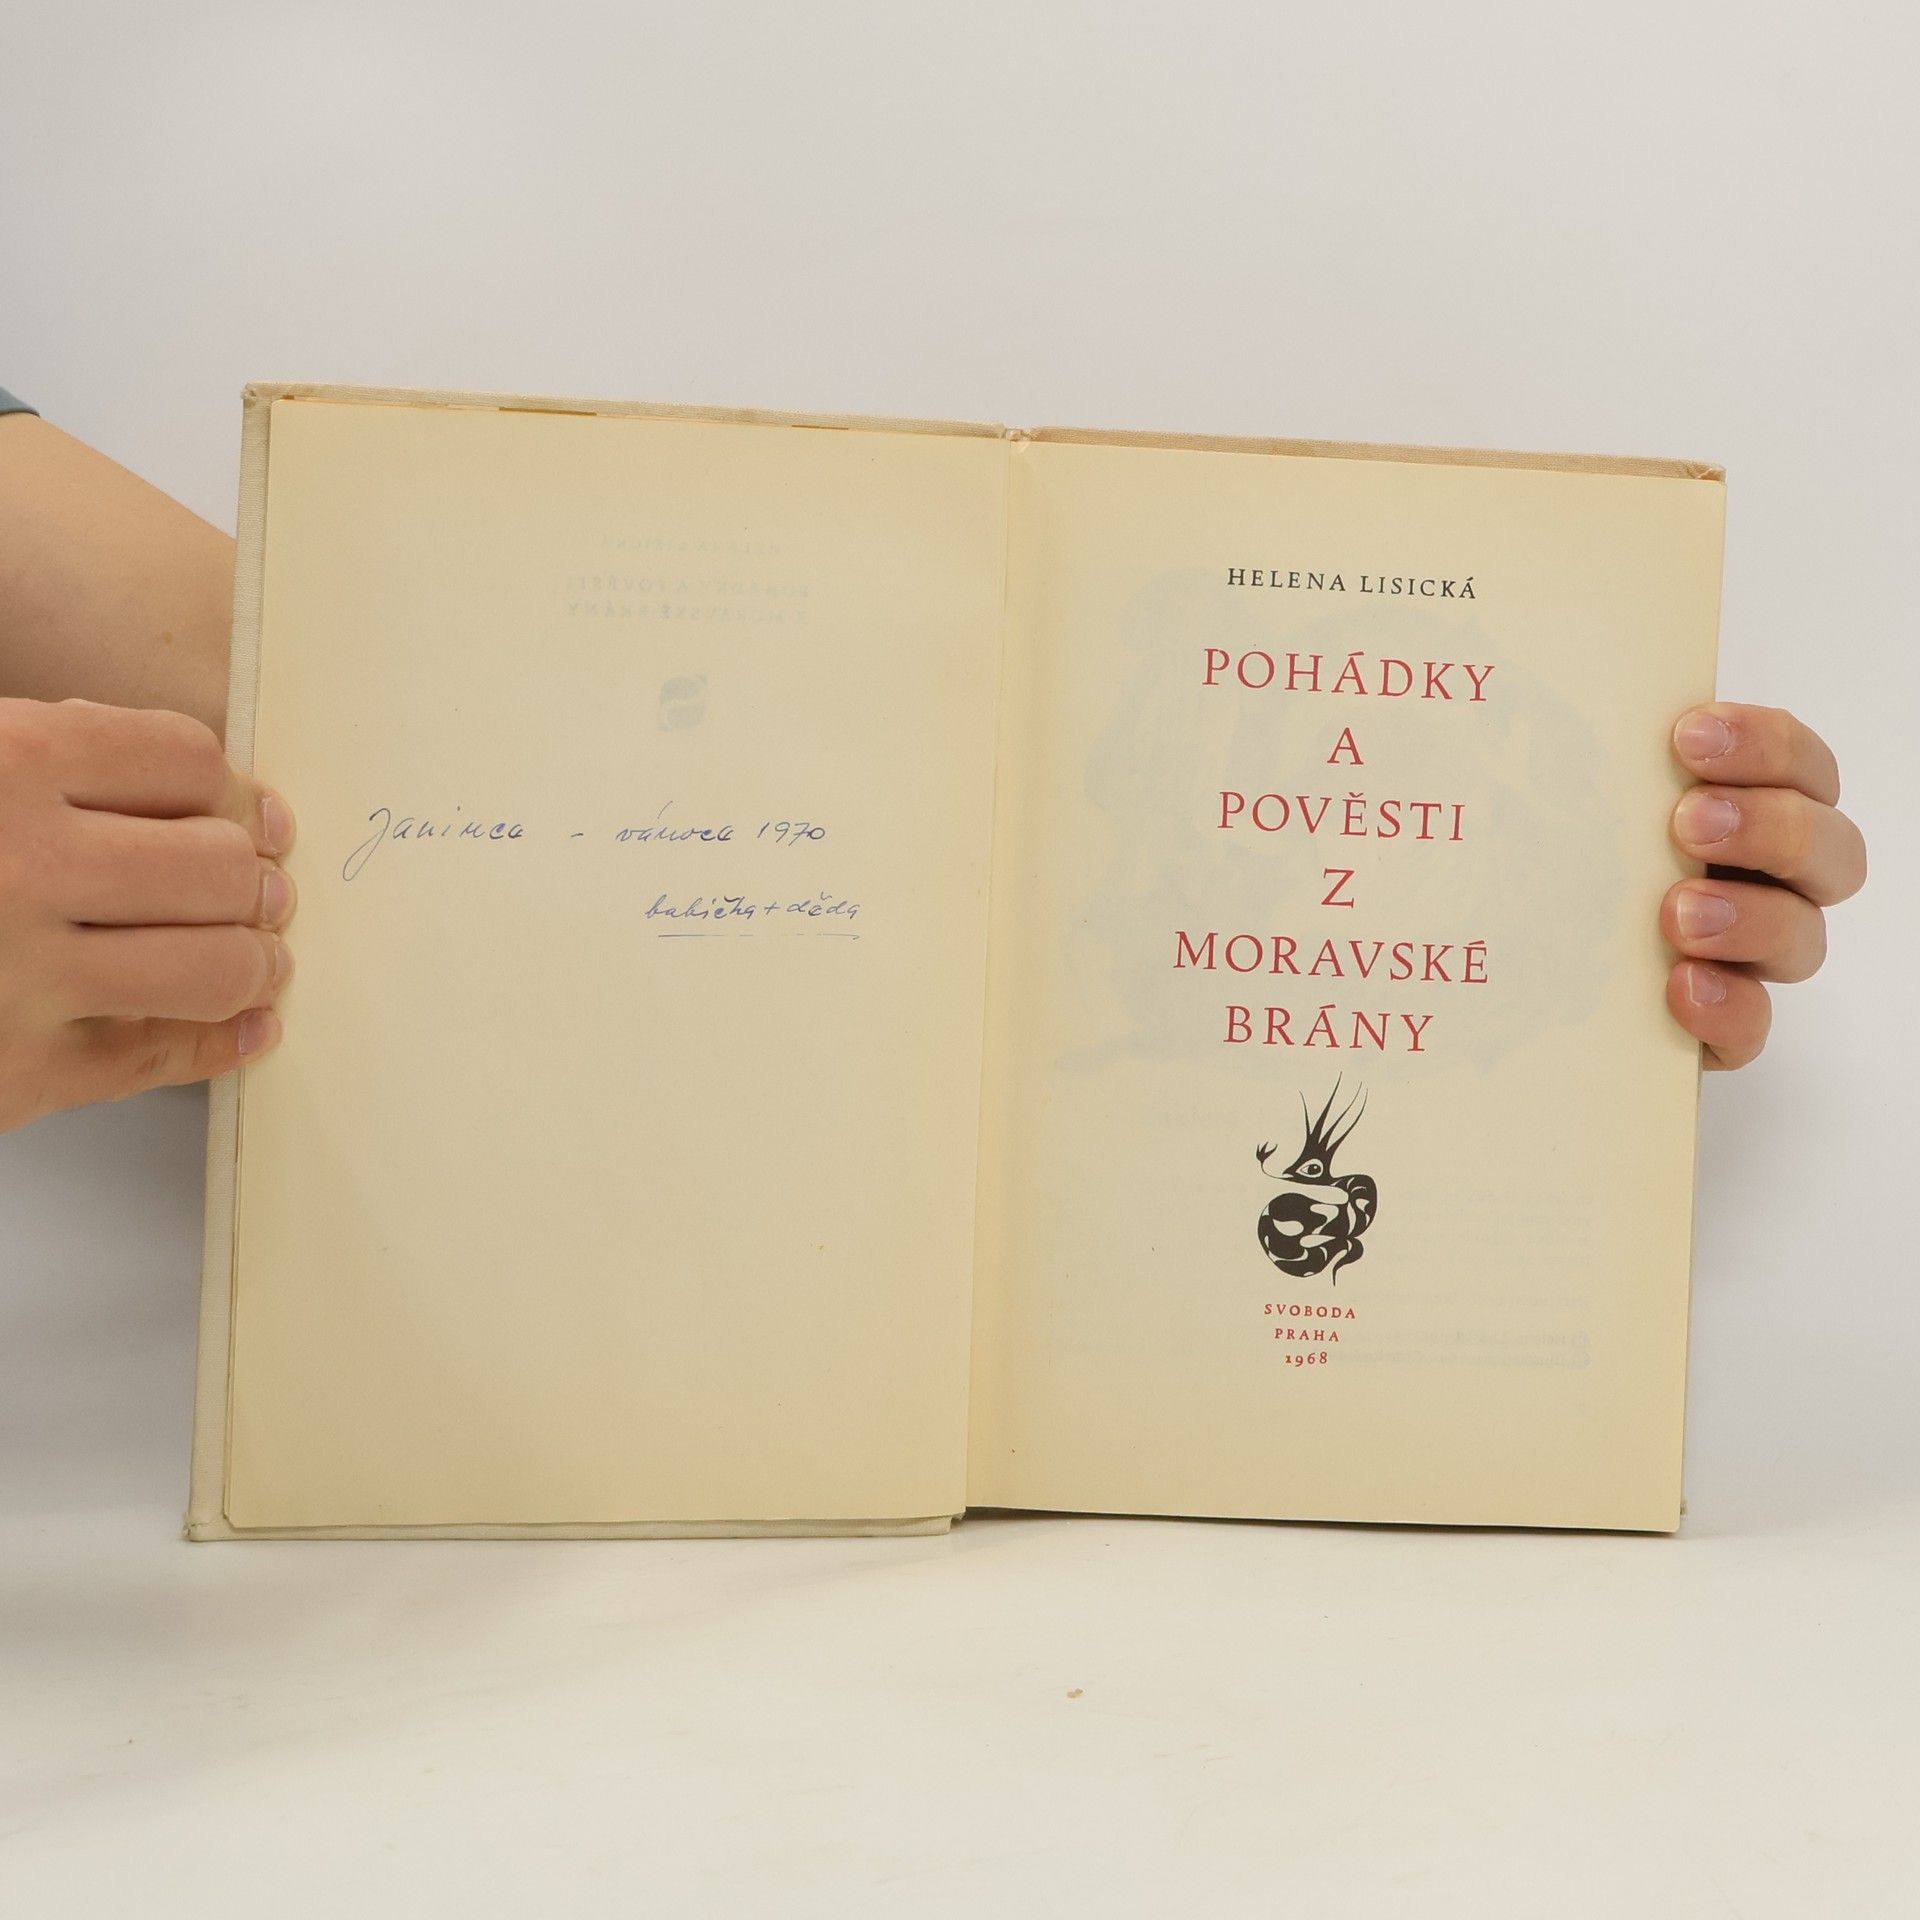 Janinca - vánoce 1970
babička + děda
HELENA LISICKÁ
POHÁDKY
A
POVĚSTI
Z
MORAVSKÉ
BRÁNY
SVOBODA
PRAHA
1968